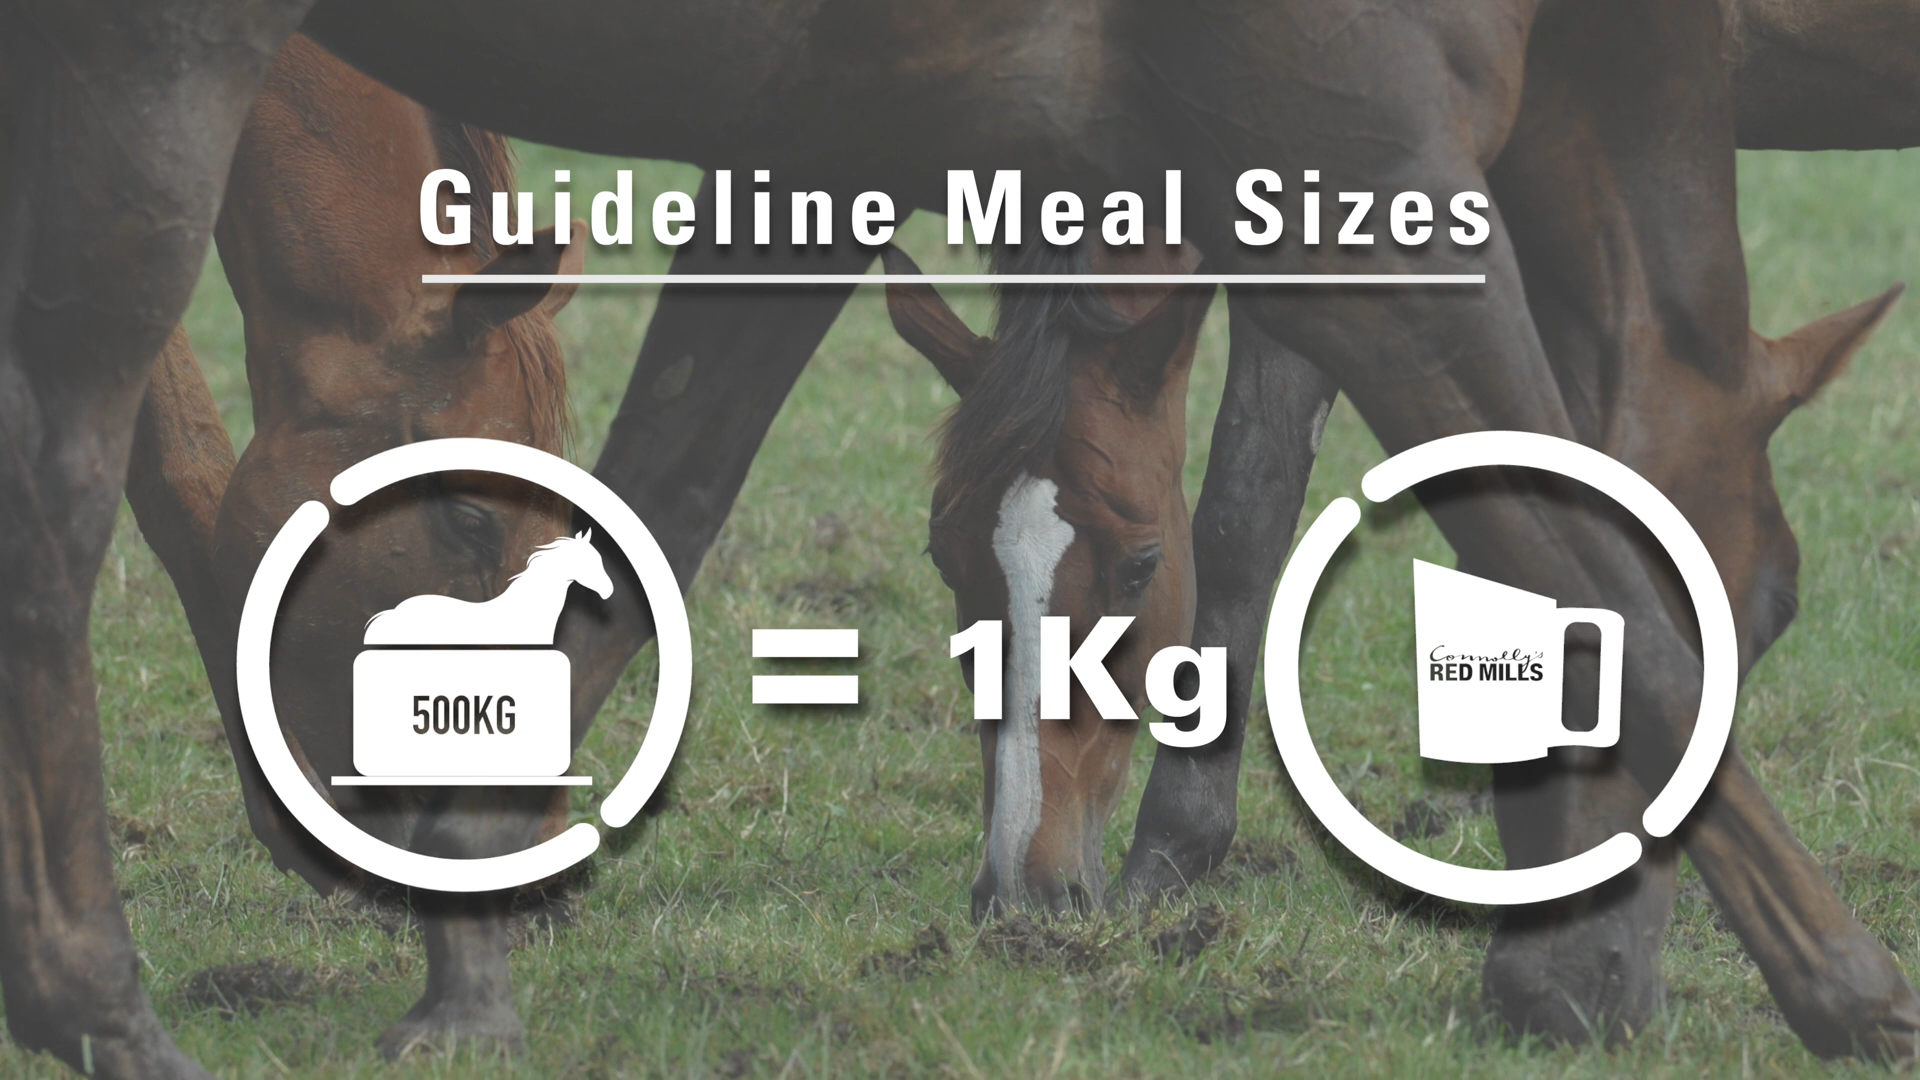 Guideline Meal Sizes
500KG
= 1Kg
Connolly's
RED MILLS